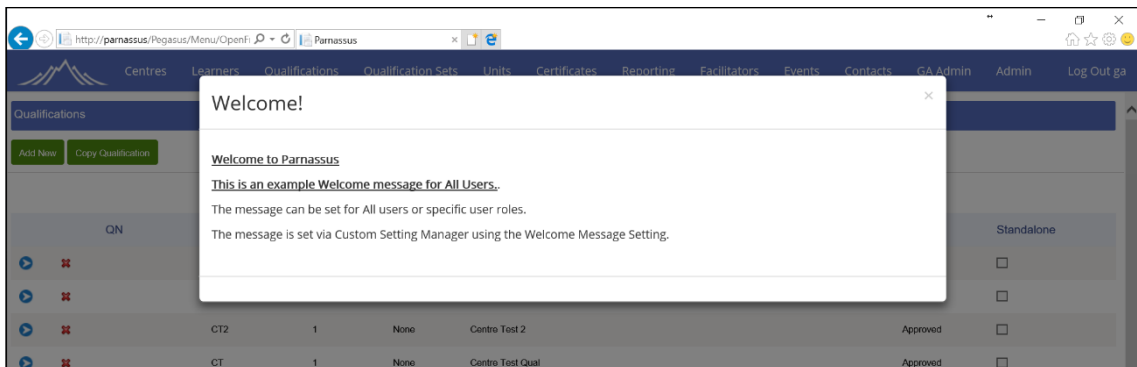 http://parnassus/Pegasus/Menu/OpenFi
Parnassus
Centres Learners Qualifications Qualification Sets Units Certificates Reporting Facilitators Events Contacts GA Admin Admin Log Out ga
Welcome!
Qualifications
Add New Copy Qualification
Welcome to Parnassus
This is an example Welcome message for All Users..
The message can be set for All users or specific user roles.
The message is set via Custom Setting Manager using the Welcome Message Setting.
QN Standalone
CT2 1 None Centre Test 2 Approved
CT 1 None Centre Test Qual Approved